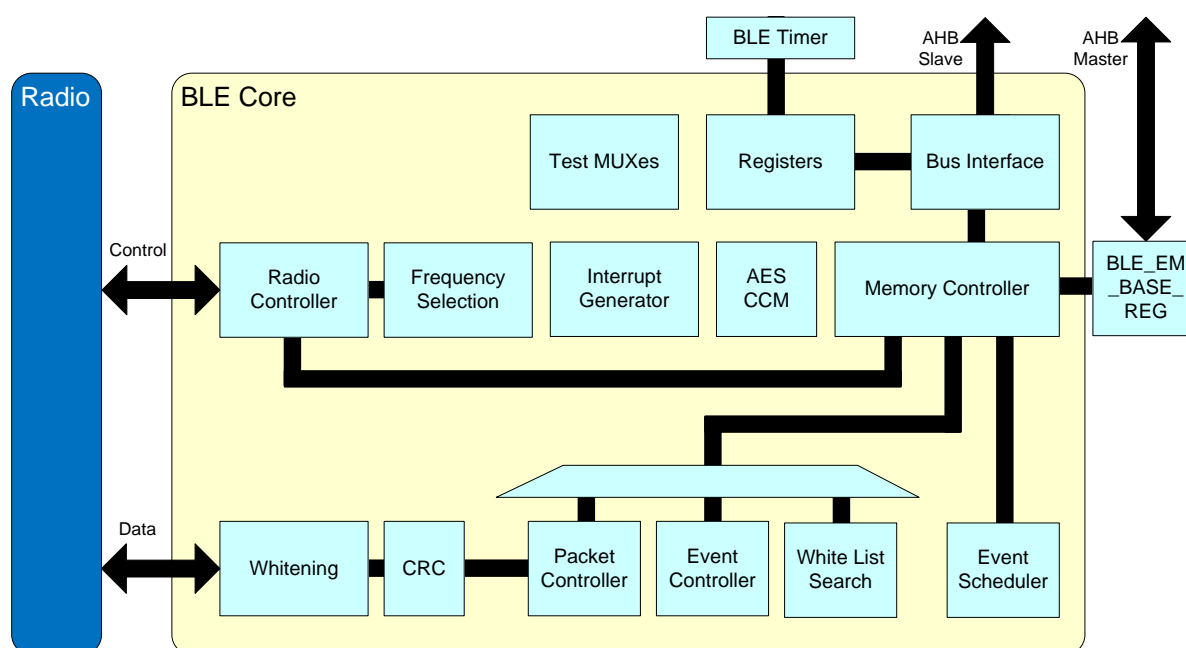 BLE Timer
AHB
Slave
AHB
Master
Radio
BLE Core
Test MUXes
Registers
Bus Interface
Control
Radio
Controller
Frequency
Selection
Interrupt
Generator
AES
CCM
Memory Controller
BLE_EM
_BASE_
REG
Data
Whitening
CRC
Packet
Controller
Event
Controller
White List
Search
Event
Scheduler